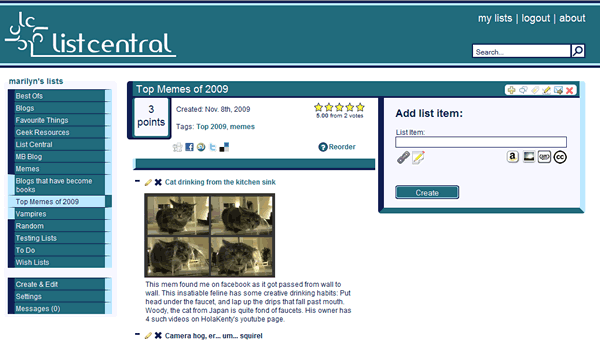 listcentral
my lists | logout | about
Search...
marilyn's lists
Best Ofs
Blogs
Favourite Things
Geek Resources
List Central
MB Blog
Memes
Blogs that have become
books
Top Memes of 2009
Vampires
Random
Testing Lists
To Do
Wish Lists
Create & Edit
Settings
Messages (0)
Top Memes of 2009
3
points
Created: Nov. 8th, 2009
5.00 from 2 votes
Tags: Top 2009, memes
Reorder
Cat drinking from the kitchen sink
This mem found me on facebook as it got passed from wall to
wall. This insatiable feline has some creative drinking habits: Put
head under the faucet, and lap up the drips that fall past mouth.
Woody, the cat from Japan is quite fond of faucets. His owner has
4 such videos on HolaKenty's youtube page.
Camera hog, er... um... squirel
Add list item:
List Item:
a
cc
Create